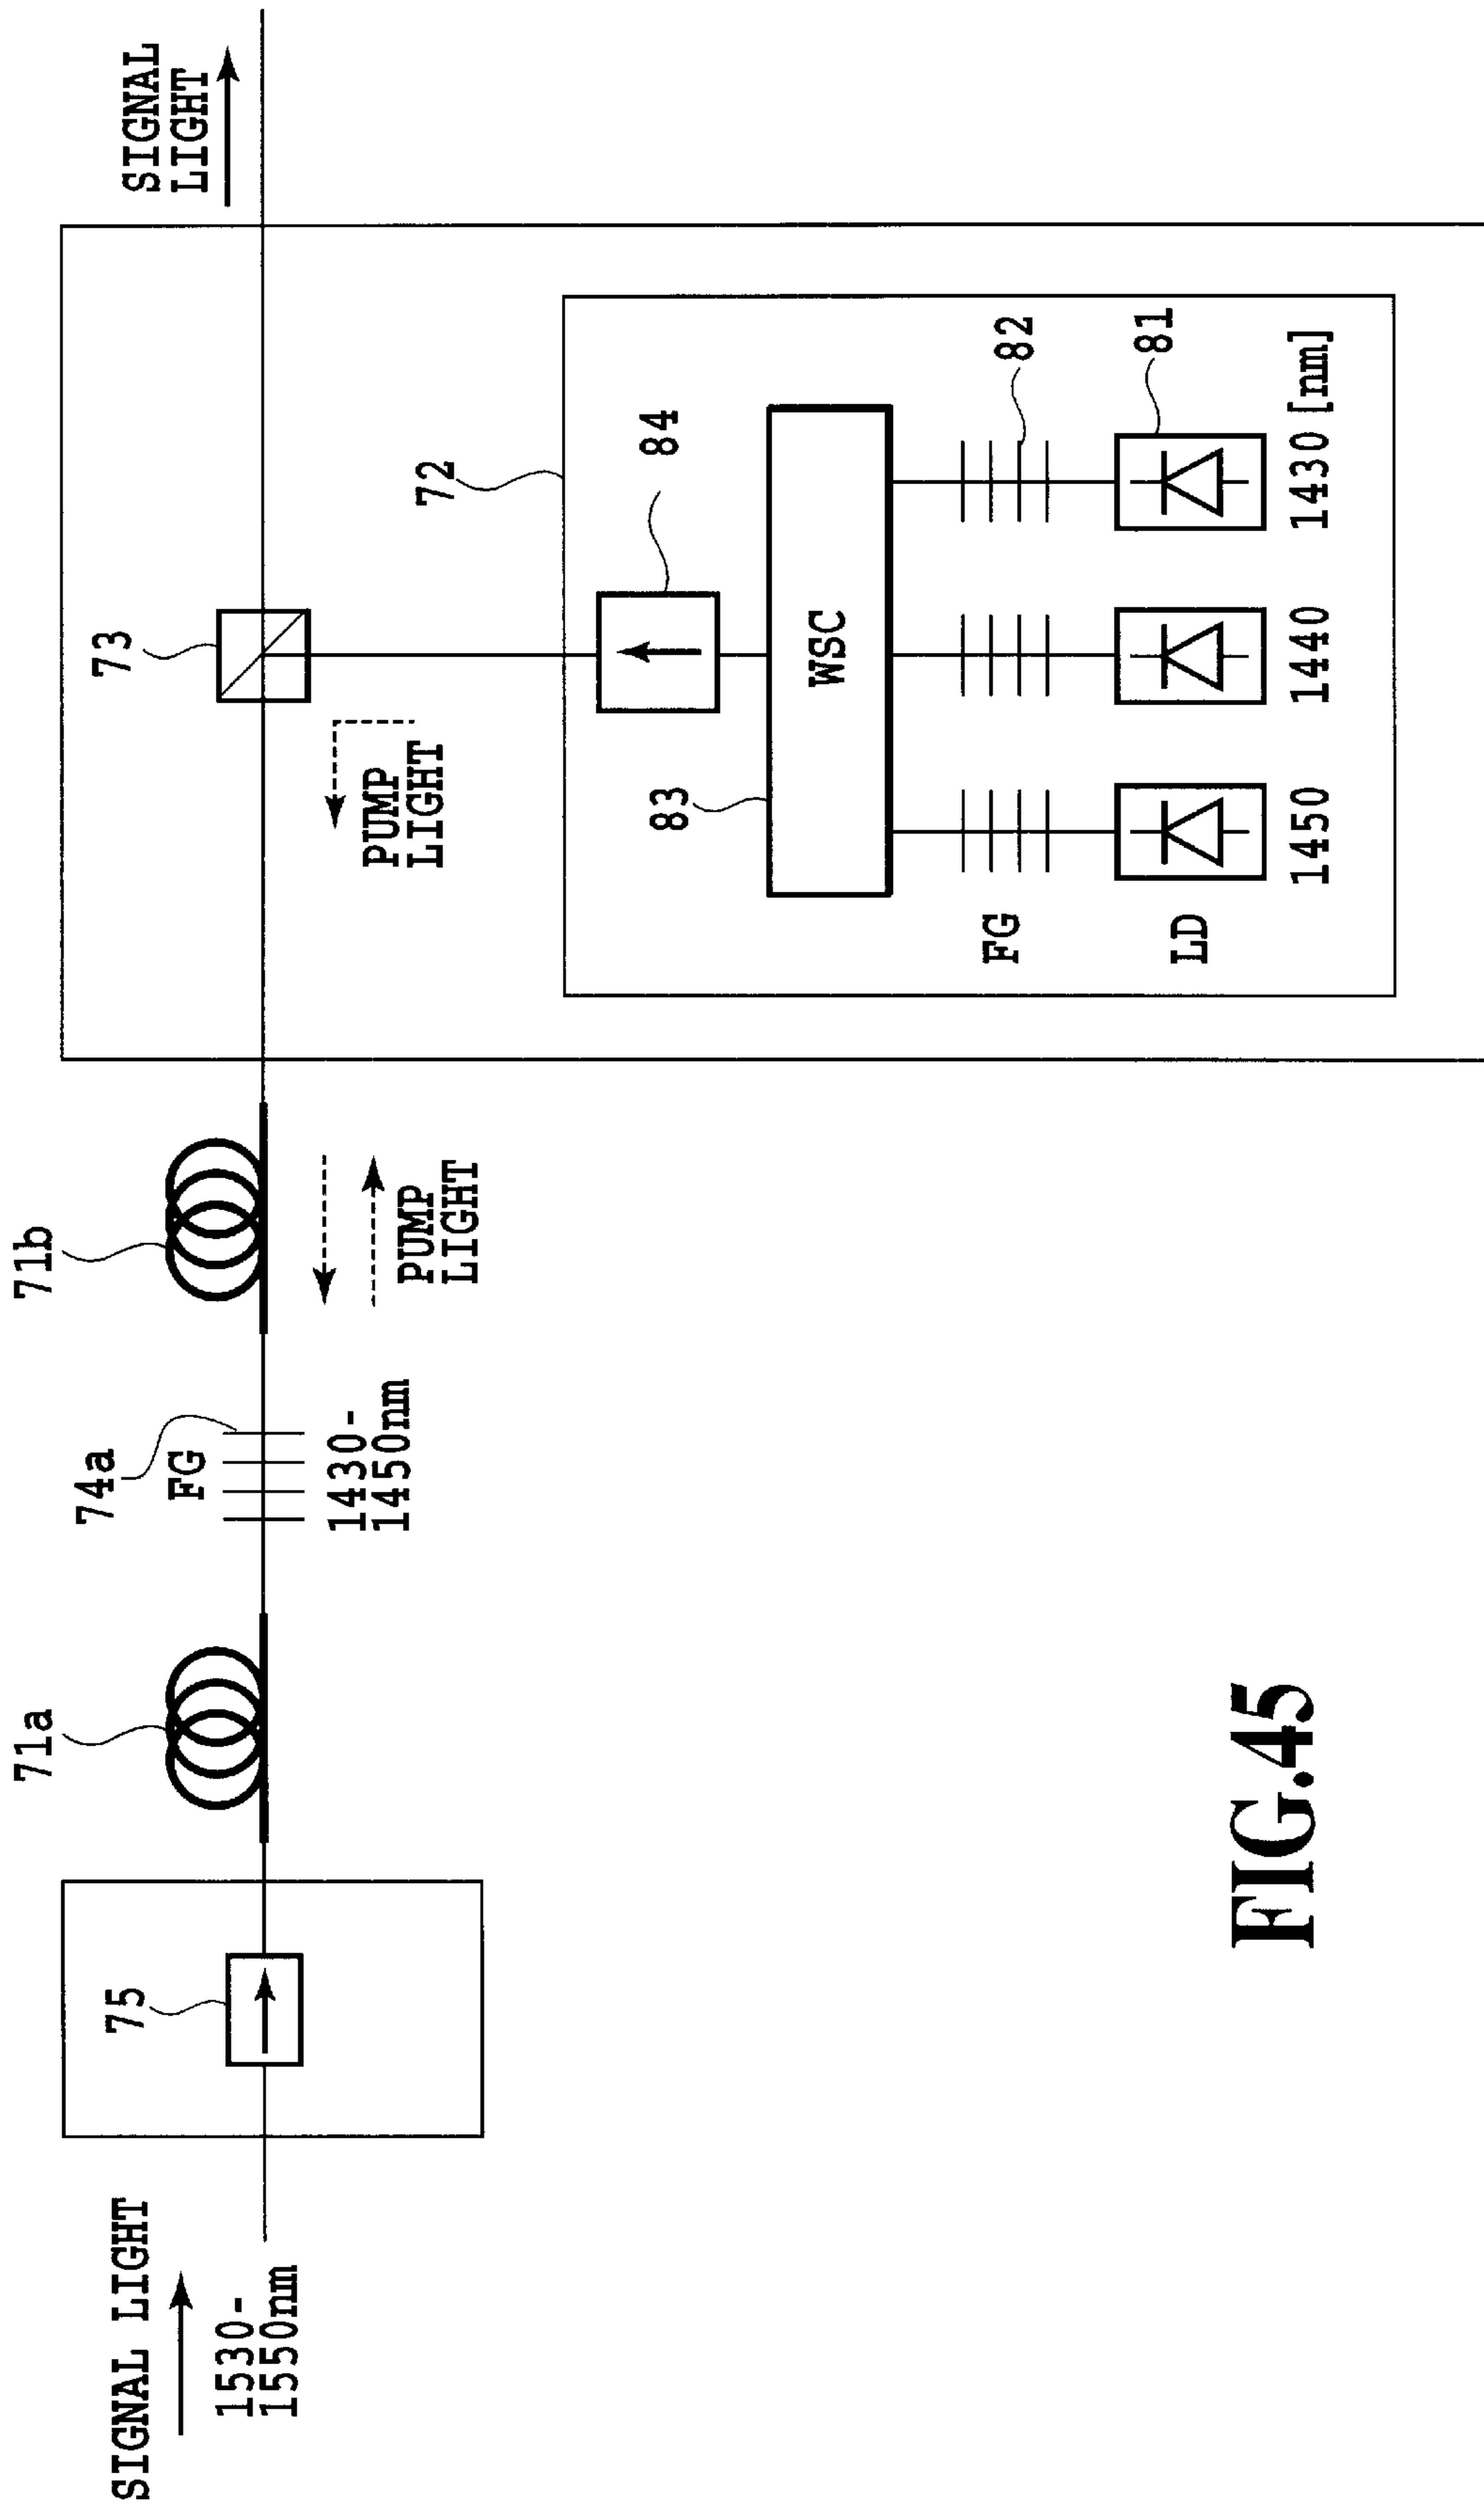 SIGNAL LIGHT
1530-
1550nm
75
71a
74a
FG
1430-
1450nm
71b
PUMP
LIGHT
73
PUMP
LIGHT
SIGNAL
LIGHT
72
84
83
WSC
FG
82
LD
81
1450
1440
1430 [nm]
FIG.45